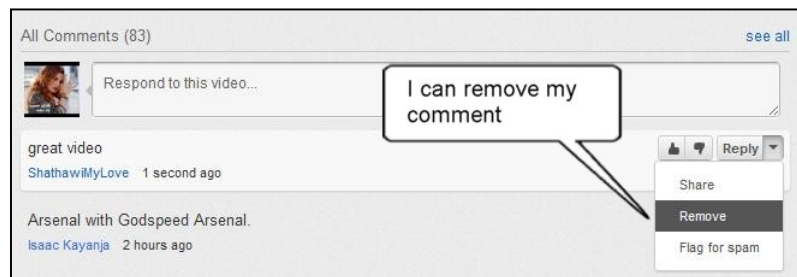 All Comments (83) see all
Respond to this video...
I can remove my
comment
great video
Reply
ShathawiMyLove 1 second ago
Share
Arsenal with Godspeed Arsenal.
Remove
Isaac Kayanja 2 hours ago
Flag for spam